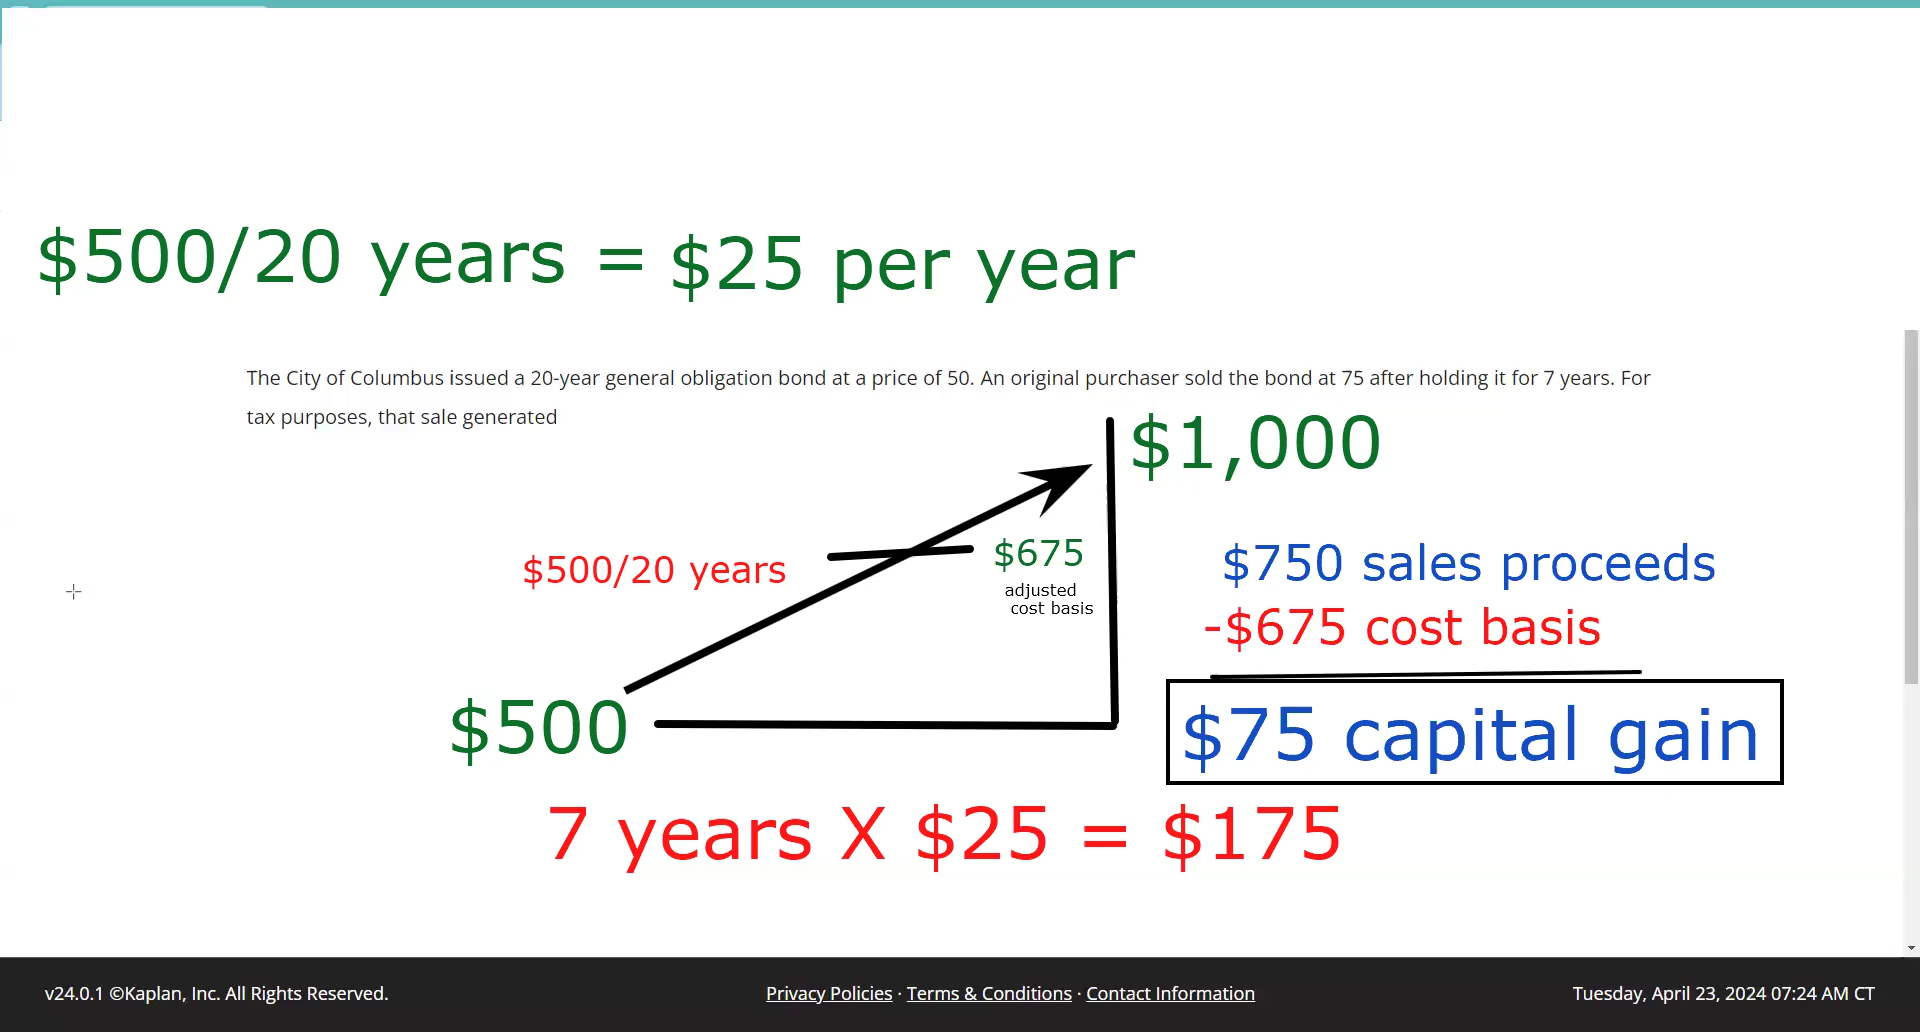 $500/20 years = $25 per year
The City of Columbus issued a 20-year general obligation bond at a price of 50. An original purchaser sold the bond at 75 after holding it for 7 years. For
tax purposes, that sale generated
$1,000
$500/20 years
$675
adjusted
cost basis
$750 sales proceeds
-$675 cost basis
$500
$75 capital gain
7 years X $25 = $175
v24.0.1 ©Kaplan, Inc. All Rights Reserved.
Privacy Policies · Terms & Conditions · Contact Information
Tuesday, April 23, 2024 07:24 AM CT